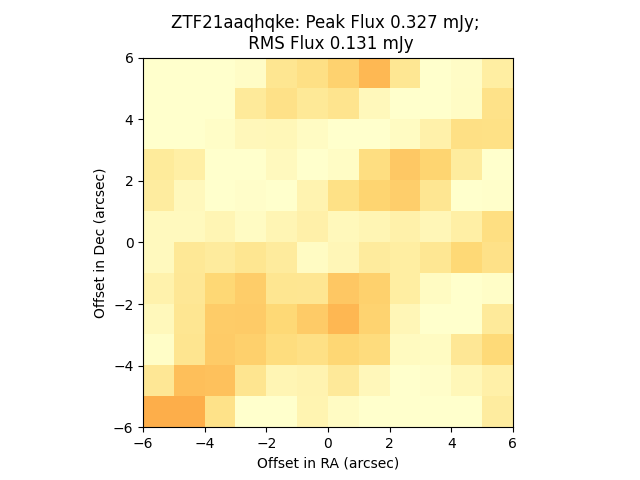 ZTF21aaqhqke: Peak Flux 0.327 mJy;
RMS Flux 0.131 mJy
6
4
2
0
−2
−4
−6
Offset in Dec (arcsec)
−6 −4 −2 0 2 4 6
Offset in RA (arcsec)